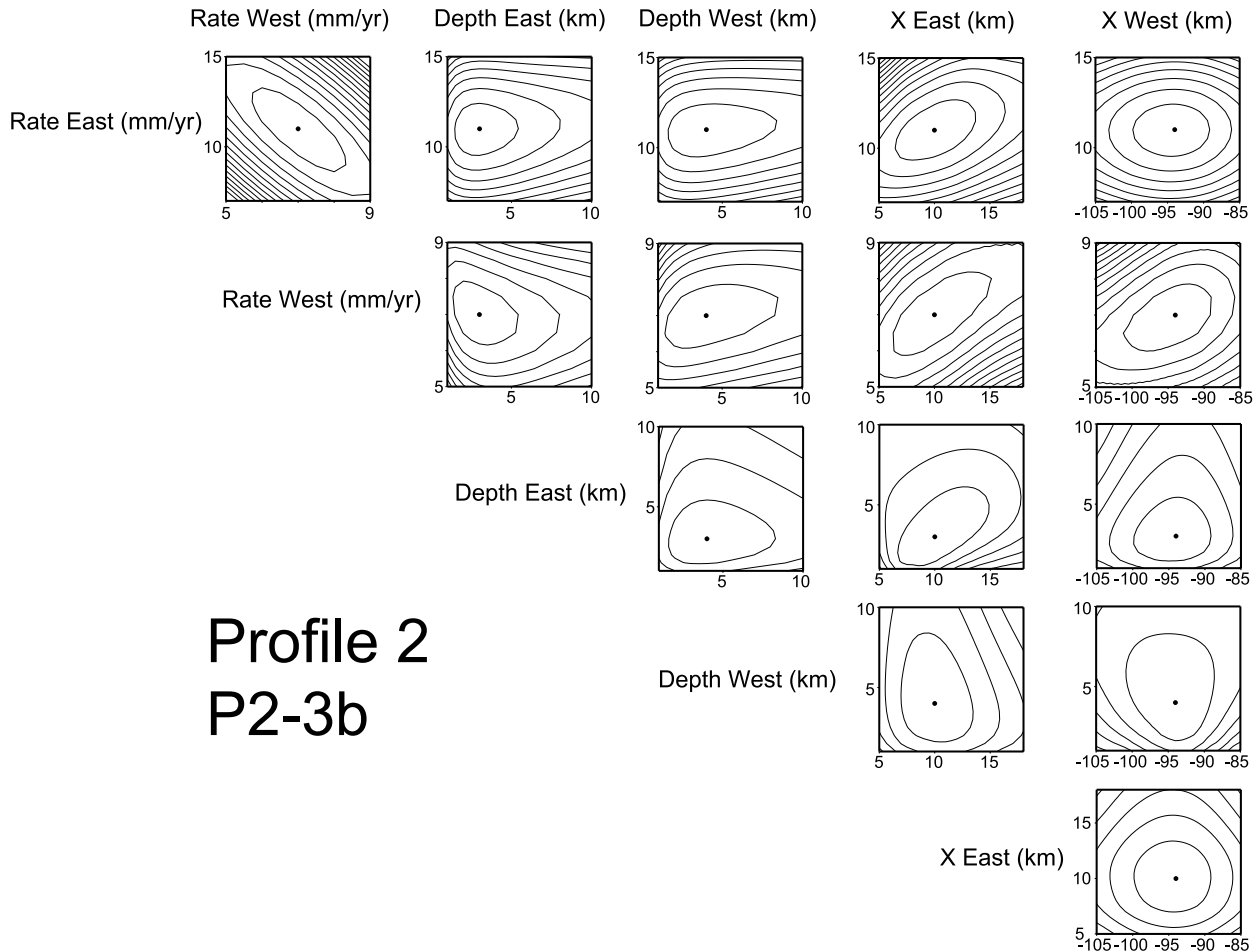 Rate West (mm/yr) Depth East (km) Depth West (km) X East (km) X West (km)
15 15 15 15 15
Rate East (mm/yr)
10 10 10 10 10
5 9 5 10 5 10 5 10 15 -105 -100 -95 -90 -85
9 9 9 9
Rate West (mm/yr)
5 5 5 5
5 10 5 10 5 10 15 -105 -100 -95 -90 -85
10 10 10
Depth East (km)
5 5 5
5 10 5 10 15 -105 -100 -95 -90 -85
10 10
Profile 2
Depth West (km)
5 5
P2-3b
5 10 15 -105 -100 -95 -90 -85
15
X East (km)
10
5
-105 -100 -95 -90 -85